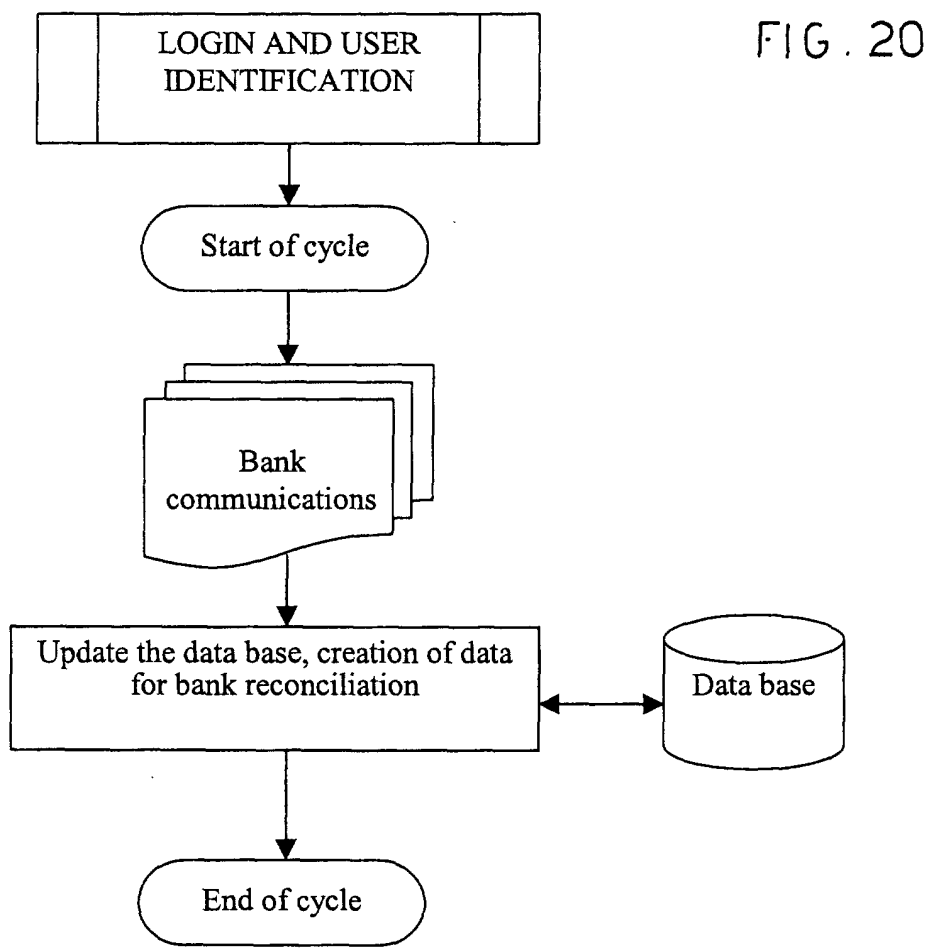 FIG. 20
LOGIN AND USER
IDENTIFICATION
Start of cycle
Bank
communications
Update the data base, creation of data
for bank reconciliation
Data base
End of cycle